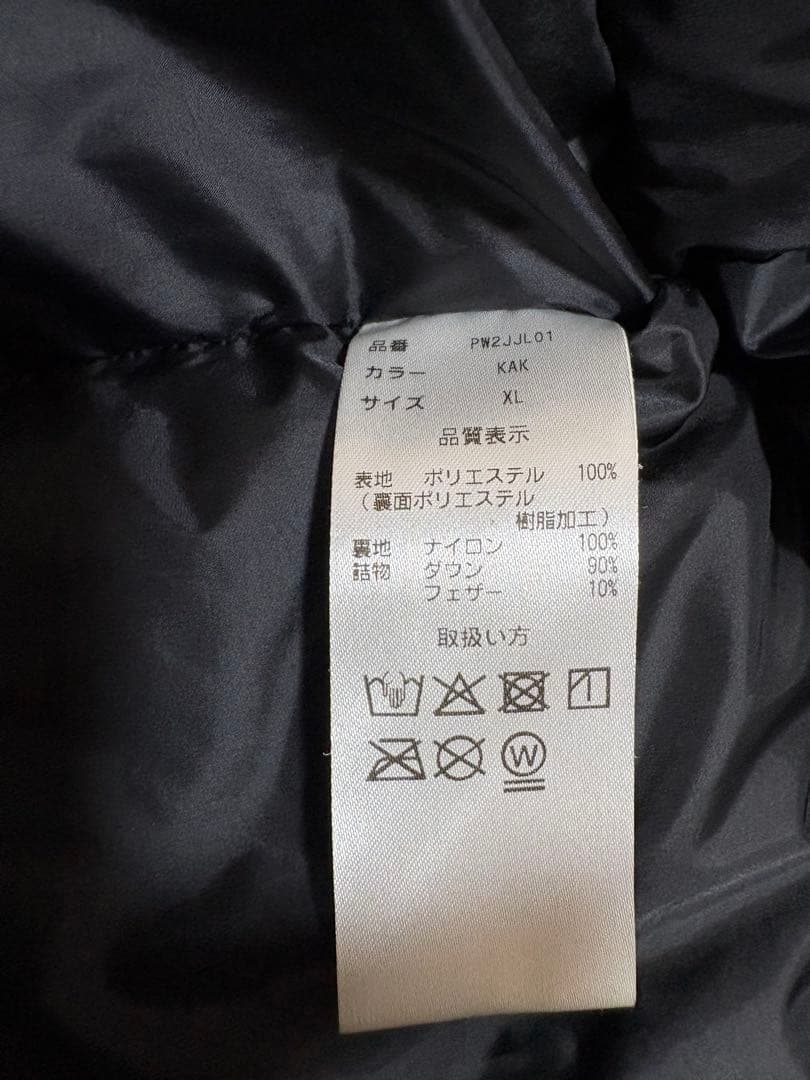 品番 PW2JJL01
カラー KAK
サイズ XL
品質表示
表地 ポリエステル 100%
(裏面ポリエステル
樹脂加工)
裏地 ナイロン 100%
詰物 ダウン 90%
フェザー 10%
取扱い方
W